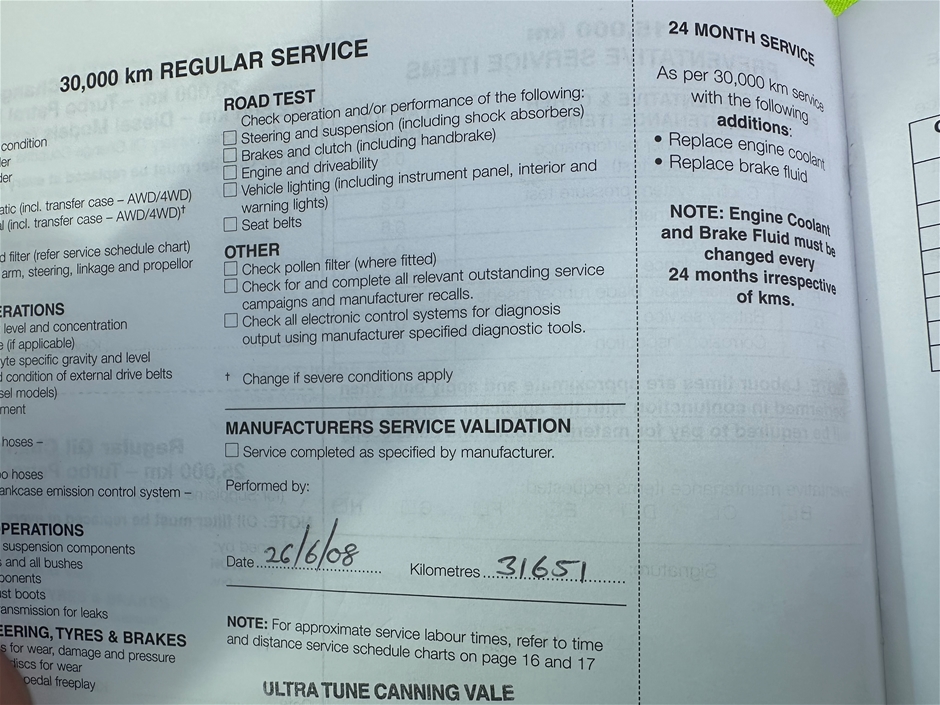 30,000 km REGULAR SERVICE
condition
der
der
atic (incl. transfer case – AWD/4WD)
l (incl. transfer case – AWD/4WD)†
d filter (refer service schedule chart)
arm, steering, linkage and propellor
ERATIONS
level and concentration
e (if applicable)
yte specific gravity and level
d condition of external drive belts
sel models)
ment
hoses –
bo hoses
ankcase emission control system –
PERATIONS
suspension components
s and all bushes
ponents
ust boots
ansmission for leaks
EERING, TYRES & BRAKES
s for wear, damage and pressure
discs for wear
pedal freeplay
ROAD TEST
Check operation and/or performance of the following:
Steering and suspension (including shock absorbers)
Brakes and clutch (including handbrake)
Engine and driveability
Vehicle lighting (including instrument panel, interior and
warning lights)
Seat belts
OTHER
Check pollen filter (where fitted)
Check for and complete all relevant outstanding service
campaigns and manufacturer recalls.
Check all electronic control systems for diagnosis
output using manufacturer specified diagnostic tools.
† Change if severe conditions apply
MANUFACTURERS SERVICE VALIDATION
Service completed as specified by manufacturer.
Performed by:
Date 26/6/08 Kilometres 31651
NOTE: For approximate service labour times, refer to time
and distance service schedule charts on page 16 and 17
ULTRA TUNE CANNING VALE
24 MONTH SERVICE
As per 30,000 km service
with the following
additions:
• Replace engine coolant
• Replace brake fluid
NOTE: Engine Coolant
and Brake Fluid must be
changed every
24 months irrespective
of kms.